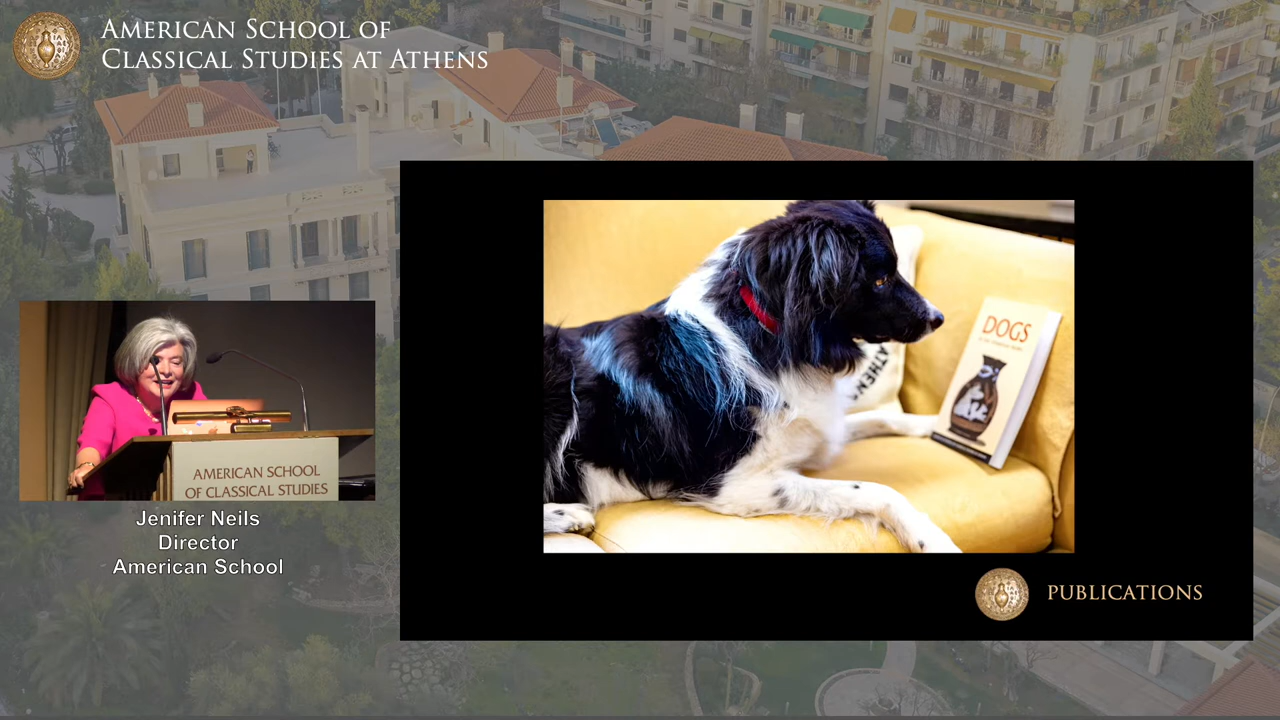 AMERICAN SCHOOL OF
CLASSICAL STUDIES AT ATHENS
DOGS
ATHENS
AMERICAN SCHOOL
OF CLASSICAL STUDIES
Jenifer Neils
Director
American School
PUBLICATIONS